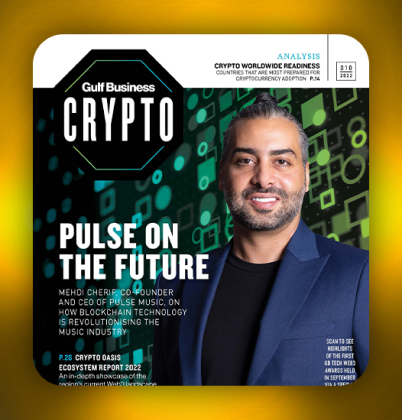 ANALYSIS
CRYPTO WORLDWIDE READINESS
COUNTRIES THAT ARE MOST PREPARED FOR
CRYPTOCURRENCY ADOPTION P.14
010
2022
Gulf Business
CRYPTO
PULSE ON
THE FUTURE
MEHDI CHERIF, CO-FOUNDER
AND CEO OF PULSE MUSIC, ON
HOW BLOCKCHAIN TECHNOLOGY
IS REVOLUTIONISING THE
MUSIC INDUSTRY
P.26 CRYPTO OASIS
ECOSYSTEM REPORT 2022
An in-depth showcase of the
region's current Web3 landscape
SCAN TO SEE
HIGHLIGHTS
OF THE FIRST
GB TECH
AWARDS HELD
IN SEPTEMBER